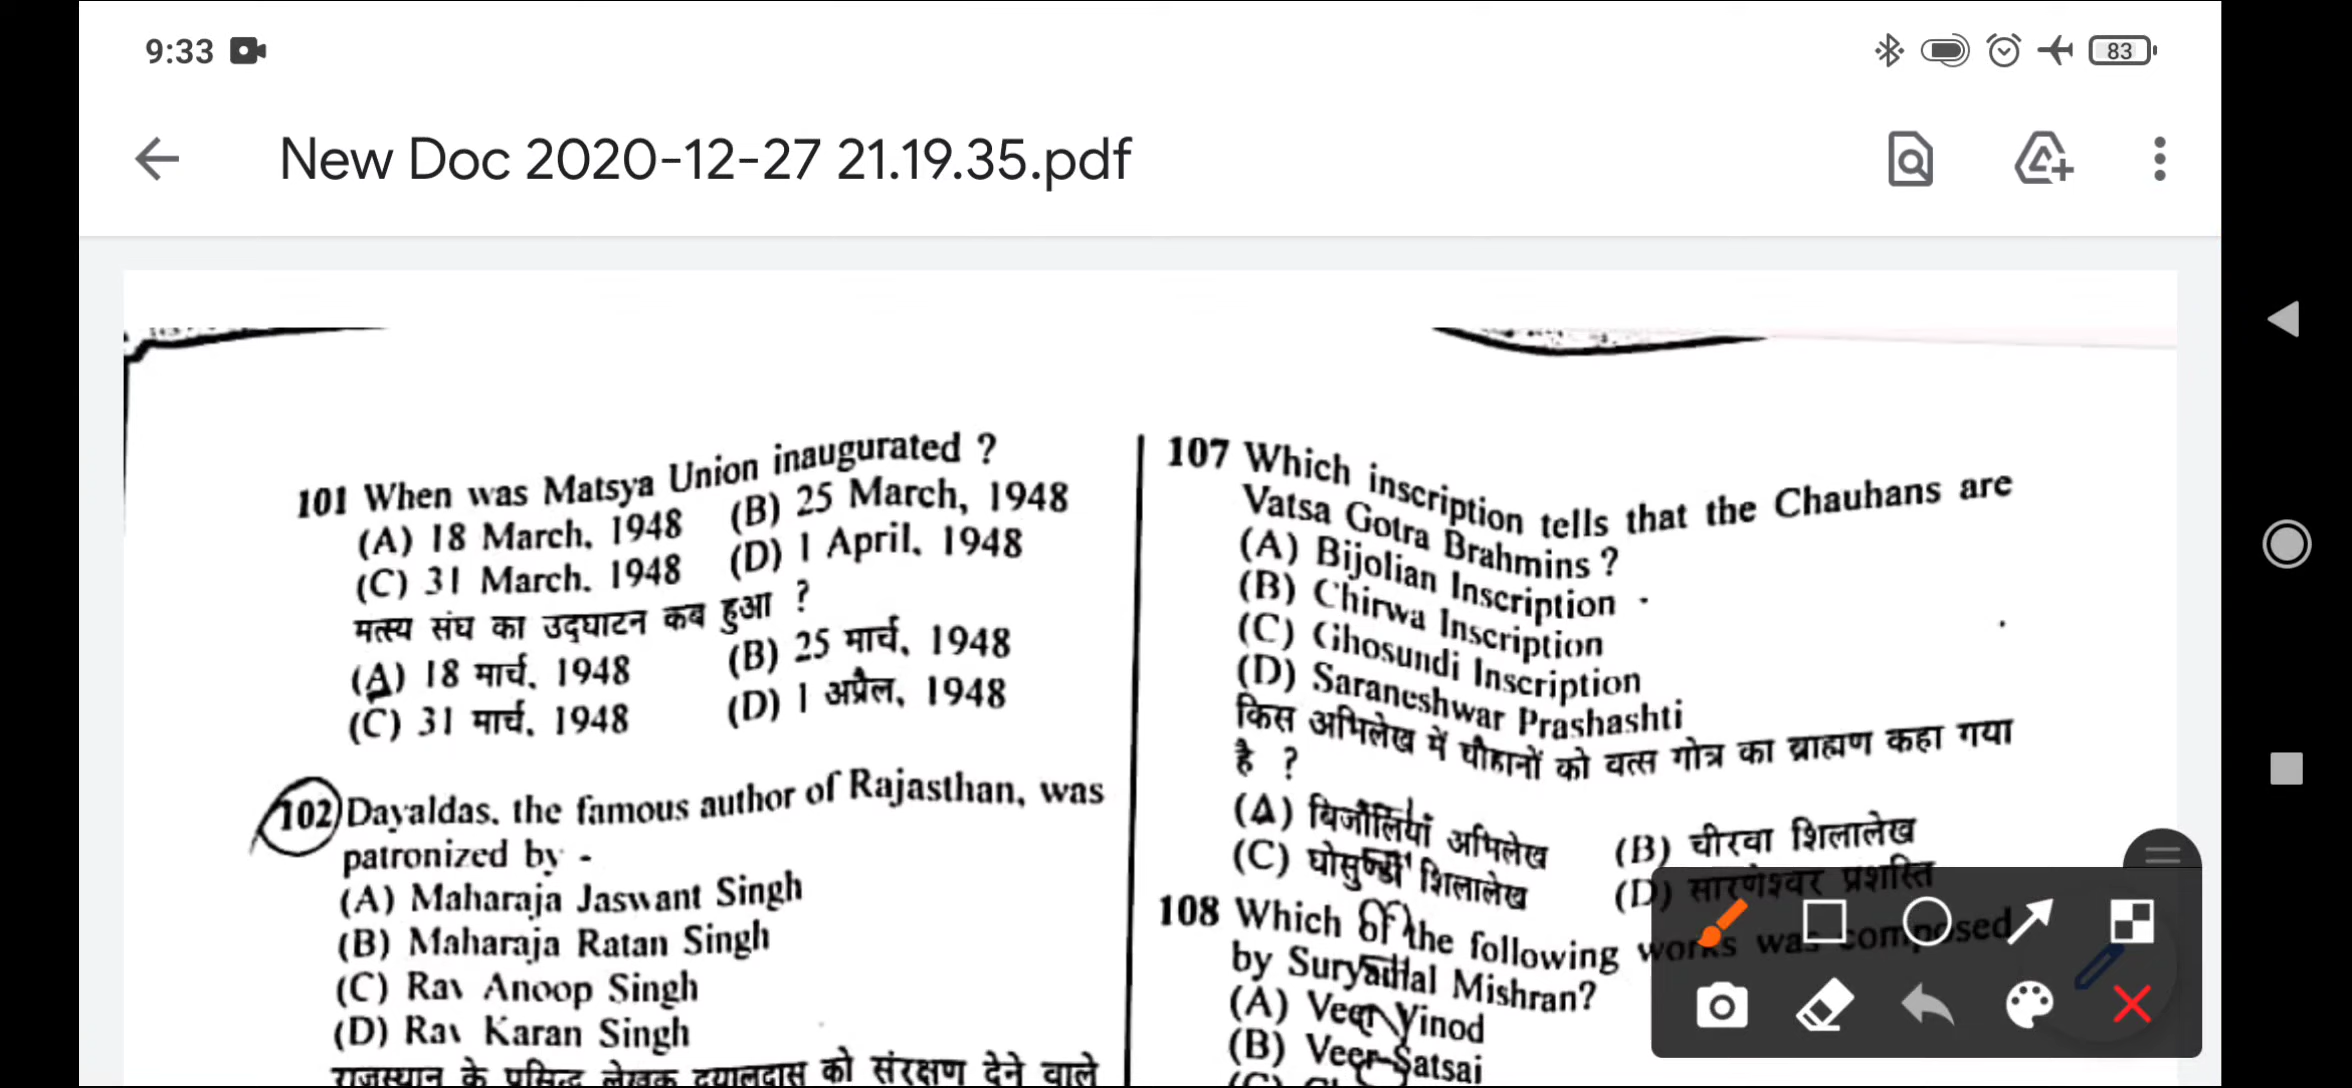 9:33
83
New Doc 2020-12-27 21.19.35.pdf
101 When was Matsya Union inaugurated ?
(A) 18 March, 1948 (B) 25 March, 1948
(C) 31 March, 1948 (D) 1 April, 1948
मत्स्य संघ का उद्घाटन कब हुआ ?
(A) 18 मार्च, 1948 (B) 25 मार्च, 1948
(C) 31 मार्च, 1948 (D) 1 अप्रैल, 1948
102 Dayaldas, the famous author of Rajasthan, was
patronized by -
(A) Maharaja Jaswant Singh
(B) Maharaja Ratan Singh
(C) Rav Anoop Singh
(D) Rav Karan Singh
राजस्थान के प्रसिद्ध लेखक दयालदास को संरक्षण देने वाले
107 Which inscription tells that the Chauhans are
Vatsa Gotra Brahmins ?
(A) Bijolian Inscription
(B) Chirwa Inscription
(C) Ghosundi Inscription
(D) Saraneshwar Prashashti
किस अभिलेख में चौहानों को वत्स गोत्र का ब्राह्मण कहा गया
है ?
(A) बिजौलियाँ अभिलेख (B) चीरवा शिलालेख
(C) घोसुण्डी शिलालेख (D) सारणेश्वर प्रशस्ति
108 Which of the following works was composed
by Suryamal Mishran?
(A) Veer Vinod
(B) Veer Satsai
(C)